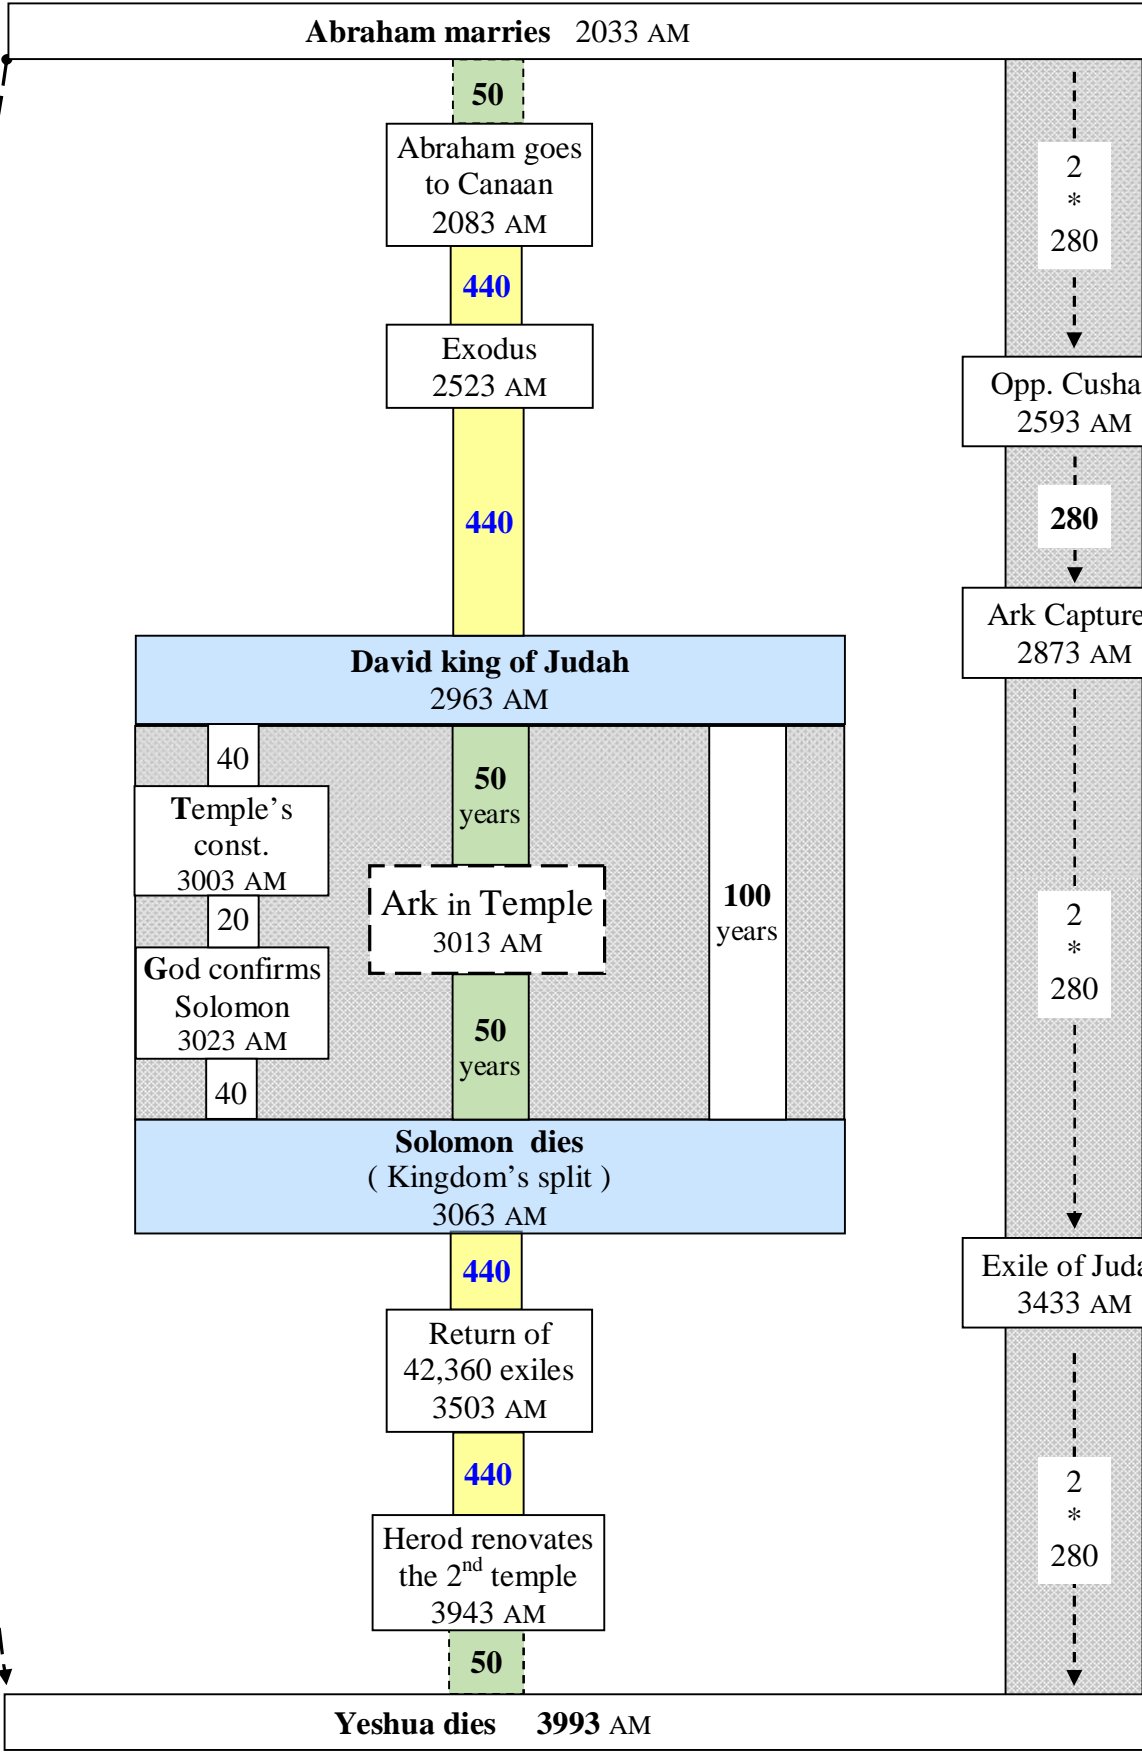 Abraham marries 2033 AM
50
Abraham goes
to Canaan
2083 AM
440
Exodus
2523 AM
440
David king of Judah
2963 AM
40
Temple’s
const.
3003 AM
20
God confirms
Solomon
3023 AM
40
50
years
Ark in Temple
3013 AM
50
years
100
years
Solomon dies
( Kingdom’s split )
3063 AM
440
Return of
42,360 exiles
3503 AM
440
Herod renovates
the 2nd temple
3943 AM
50
2
*
280
Opp. Cusha
2593 AM
280
Ark Capture
2873 AM
2
*
280
Exile of Juda
3433 AM
2
*
280
Yeshua dies 3993 AM